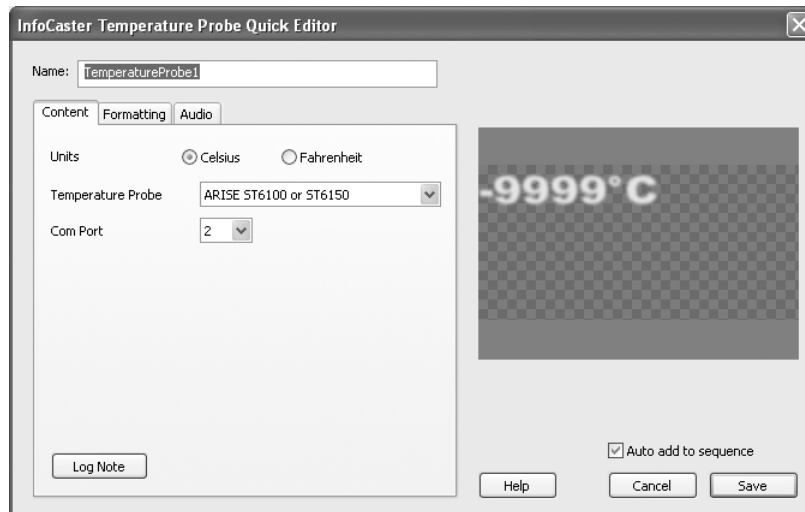 InfoCaster Temperature Probe Quick Editor
Name: TemperatureProbe1
Content Formatting Audio
Units Celsius Fahrenheit
Temperature Probe ARISE ST6100 or ST6150
Com Port 2
-9999°C
Log Note
Auto add to sequence
Help Cancel Save